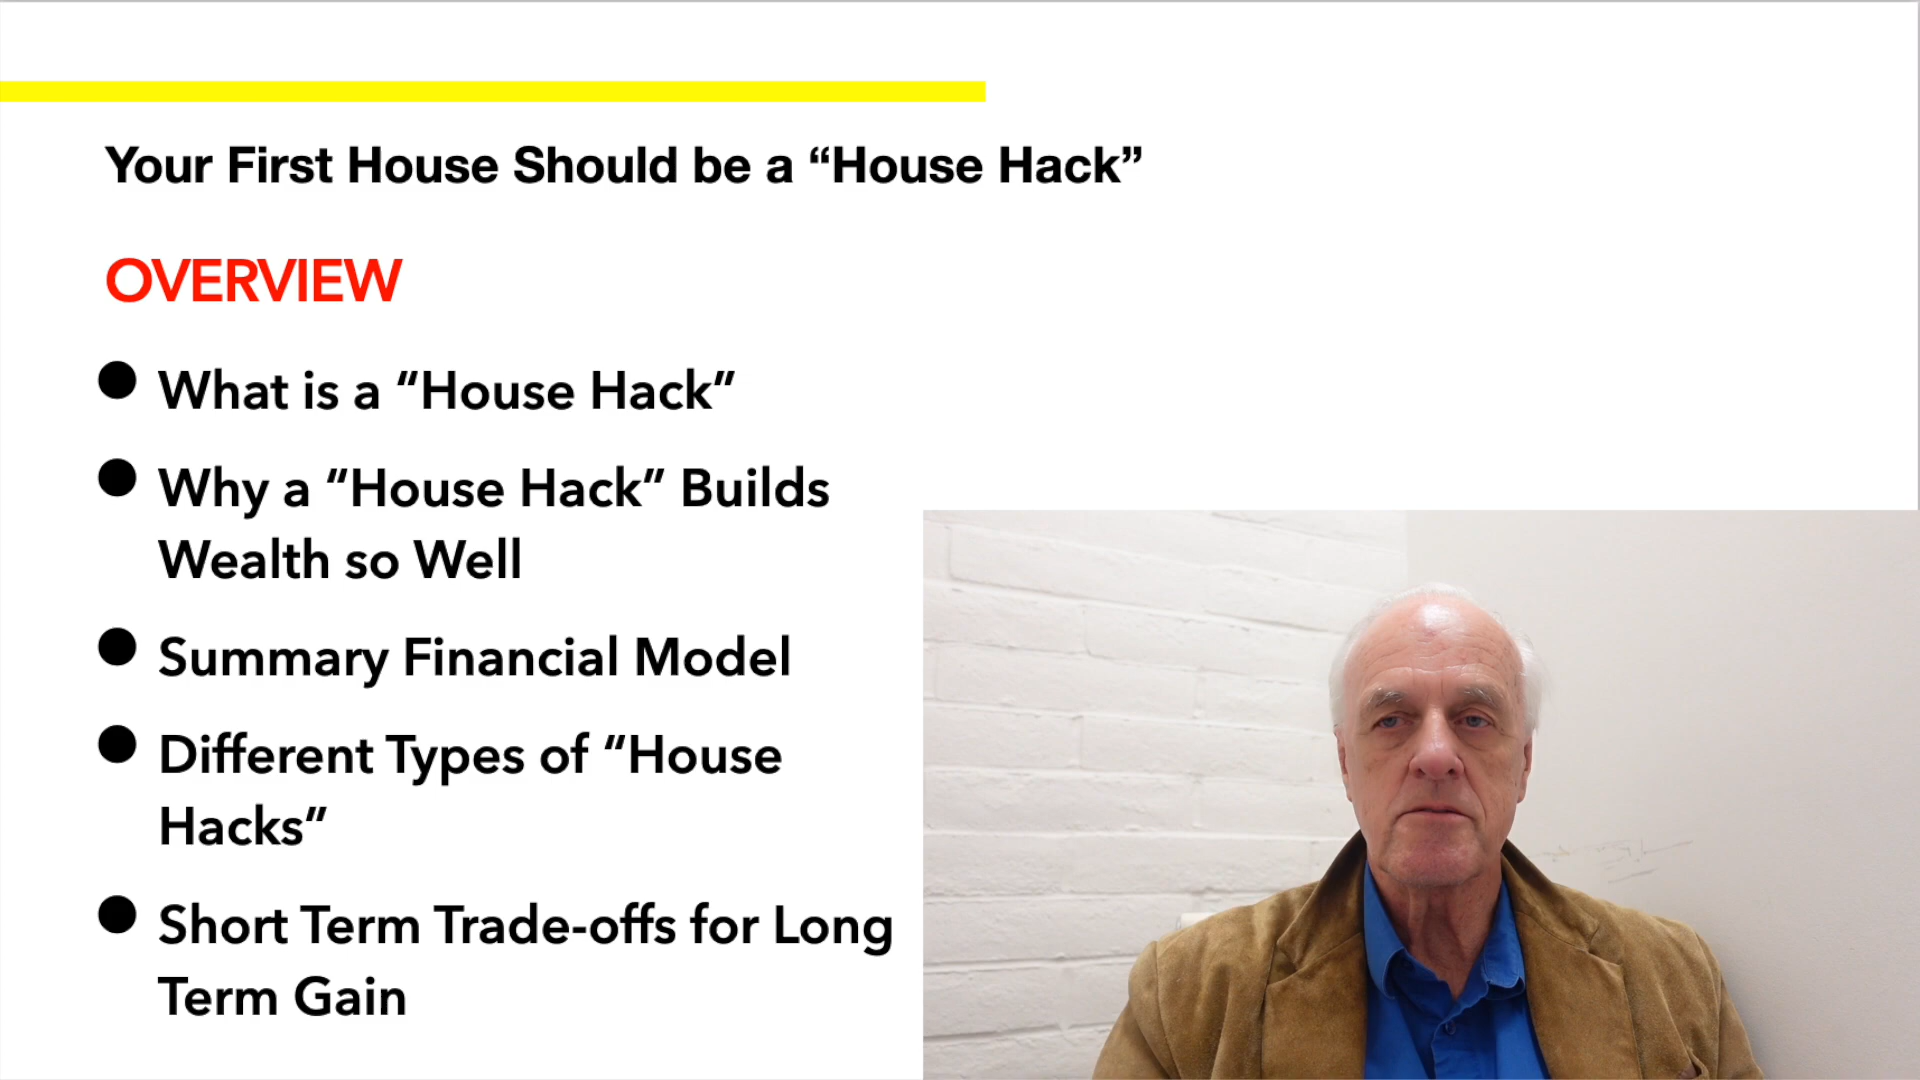 Your First House Should be a “House Hack”
OVERVIEW
What is a “House Hack”
Why a “House Hack” Builds
Wealth so Well
Summary Financial Model
Different Types of “House
Hacks”
Short Term Trade-offs for Long
Term Gain